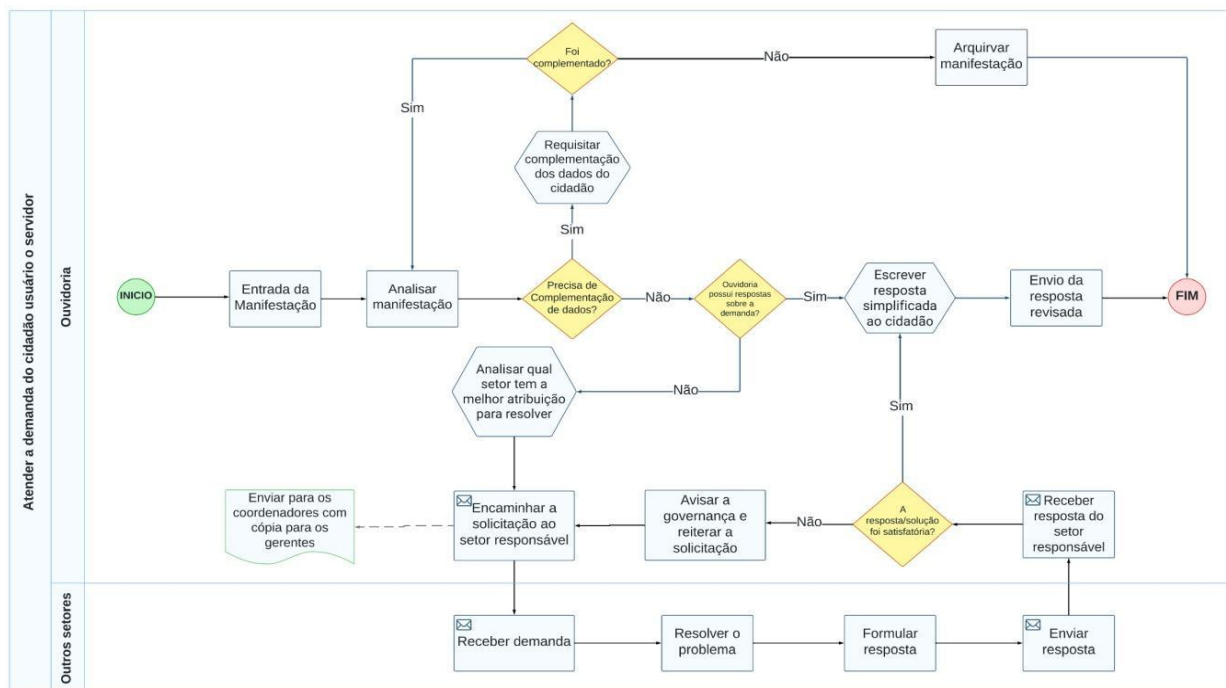 Atender a demanda do cidadão usuário o servidor
Ouvidoria
Outros setores
Foi
complementado?
Não
Arquirvar
manifestação
Sim
Requisitar
complementação
dos dados do
cidadão
Sim
INICIO
Entrada da
Manifestação
Analisar
manifestação
Precisa de
Complementação
de dados?
Não
Ouvidoria
possui respostas
sobre a
demanda?
Sim
Escrever
resposta
simplificada
ao cidadão
Envio da
resposta
revisada
FIM
Analisar qual
setor tem a
melhor atribuição
para resolver
Não
Sim
Enviar para os
coordenadores com
cópia para os
gerentes
Encaminhar a
solicitação ao
setor responsável
Avisar a
governança e
reiterar a
solicitação
Não
A
resposta/solução
foi satisfatória?
Receber
resposta do
setor
responsável
Receber demanda
Resolver o
problema
Formular
resposta
Enviar
resposta